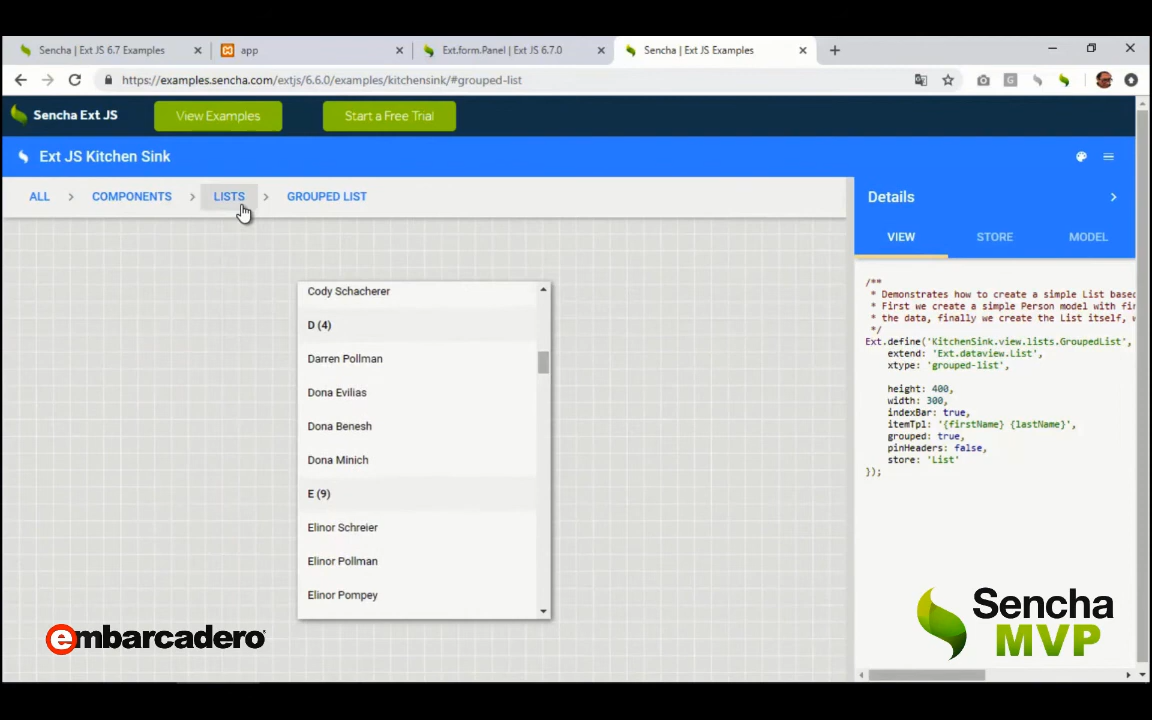 Sencha | Ext JS 6.7 Examples
app
Ext.form.Panel | Ext JS 6.7.0
Sencha | Ext JS Examples
https://examples.sencha.com/extjs/6.6.0/examples/kitchensink/#grouped-list
Sencha Ext JS
View Examples
Start a Free Trial
Ext JS Kitchen Sink
ALL > COMPONENTS > LISTS > GROUPED LIST
Details
VIEW STORE MODEL
Cody Schacherer
D (4)
Darren Pollman
Dona Evilias
Dona Benesh
Dona Minich
E (9)
Elinor Schreier
Elinor Pollman
Elinor Pompey
/**
* Demonstrates how to create a simple List based
* First we create a simple Person model with fir
* the data, finally we create the List itself, w
*/
Ext.define('KitchenSink.view.lists.GroupedList',
extend: 'Ext.dataview.List',
xtype: 'grouped-list',
height: 400,
width: 300,
indexBar: true,
itemTpl: '{firstName} {lastName}',
grouped: true,
pinHeaders: false,
store: 'List'
});
embarcadero
Sencha
MVP